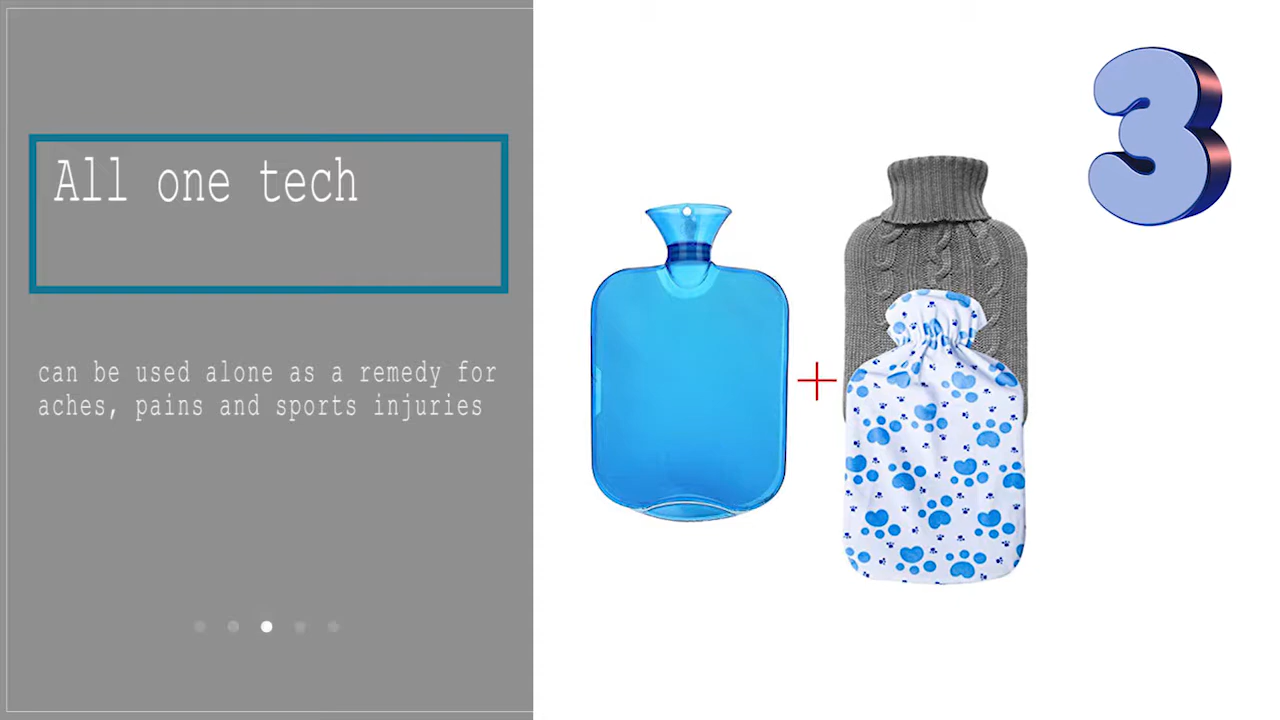 All one tech
can be used alone as a remedy for
aches, pains and sports injuries
3